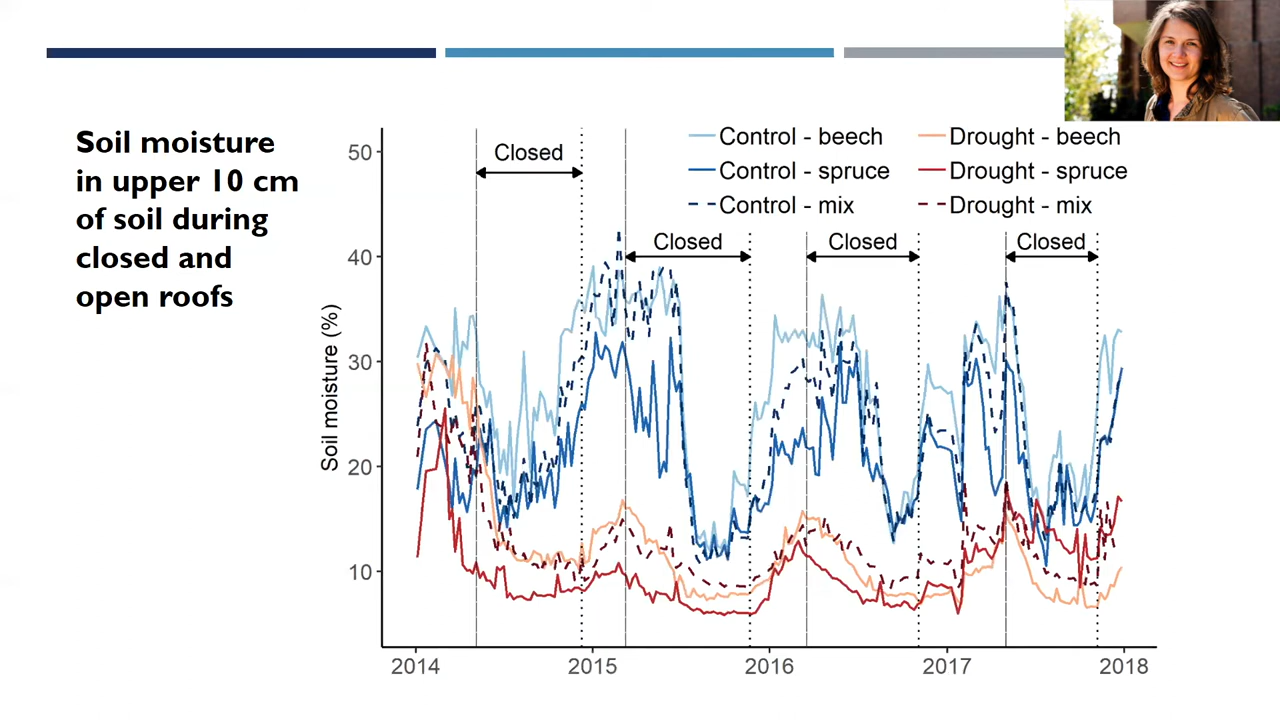 Soil moisture
in upper 10 cm
of soil during
closed and
open roofs
Soil moisture (%)
50
40
30
20
10
Closed
Closed
Closed
Closed
Control - beech
Control - spruce
Control - mix
Drought - beech
Drought - spruce
Drought - mix
2014
2015
2016
2017
2018